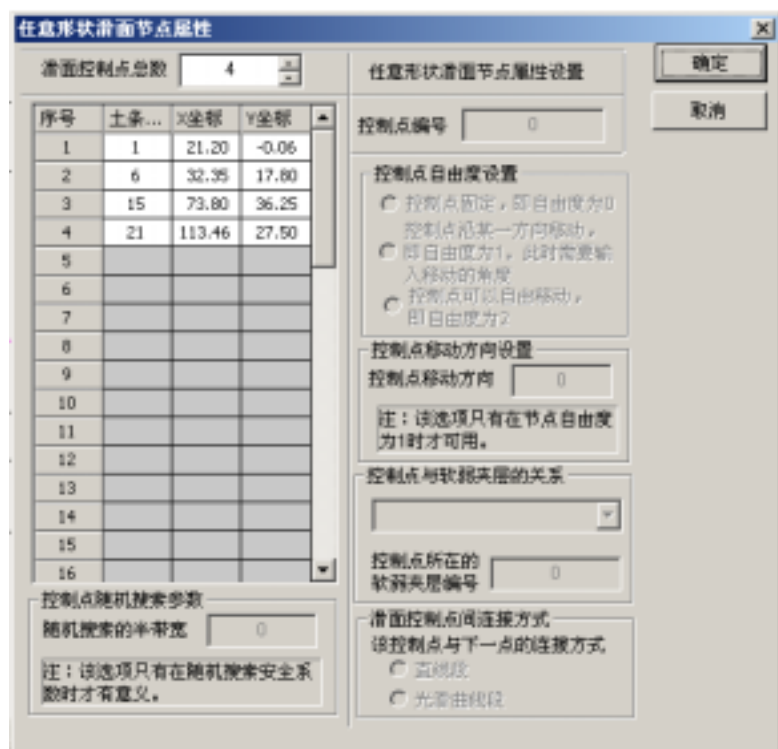 任意形状滑面节点属性
滑面控制点总数 4
序号 土条... X坐标 Y坐标
1 1 21.20 -0.06
2 6 32.35 17.80
3 15 73.80 36.25
4 21 113.46 27.50
5
6
7
8
9
10
11
12
13
14
15
16
控制点随机搜索参数
随机搜索的半带宽 0
注:该选项只有在随机搜索安全系
数时才有意义。
任意形状滑面节点属性设置
控制点编号 0
控制点自由度设置
控制点固定,即自由度为0
控制点沿某一方向移动,
即自由度为1,此时需要输
入移动的角度
控制点可以自由移动,
即自由度为2
控制点移动方向设置
控制点移动方向 0
注:该选项只有在节点自由度
为1时才可用。
控制点与软弱夹层的关系
控制点所在的
软弱夹层编号 0
滑面控制点间连接方式
该控制点与下一点的连接方式
直线段
光滑曲线段
确定
取消